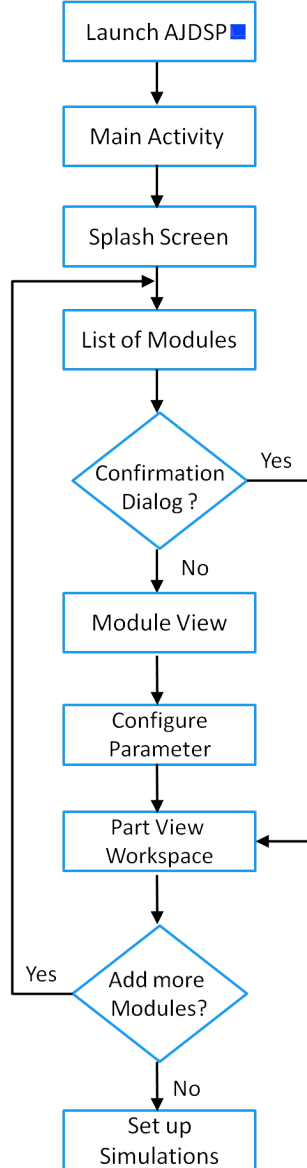 Launch AJDSP
Main Activity
Splash Screen
List of Modules
Confirmation
Dialog ?
Yes
No
Module View
Configure
Parameter
Part View
Workspace
Yes
Add more
Modules?
No
Set up
Simulations